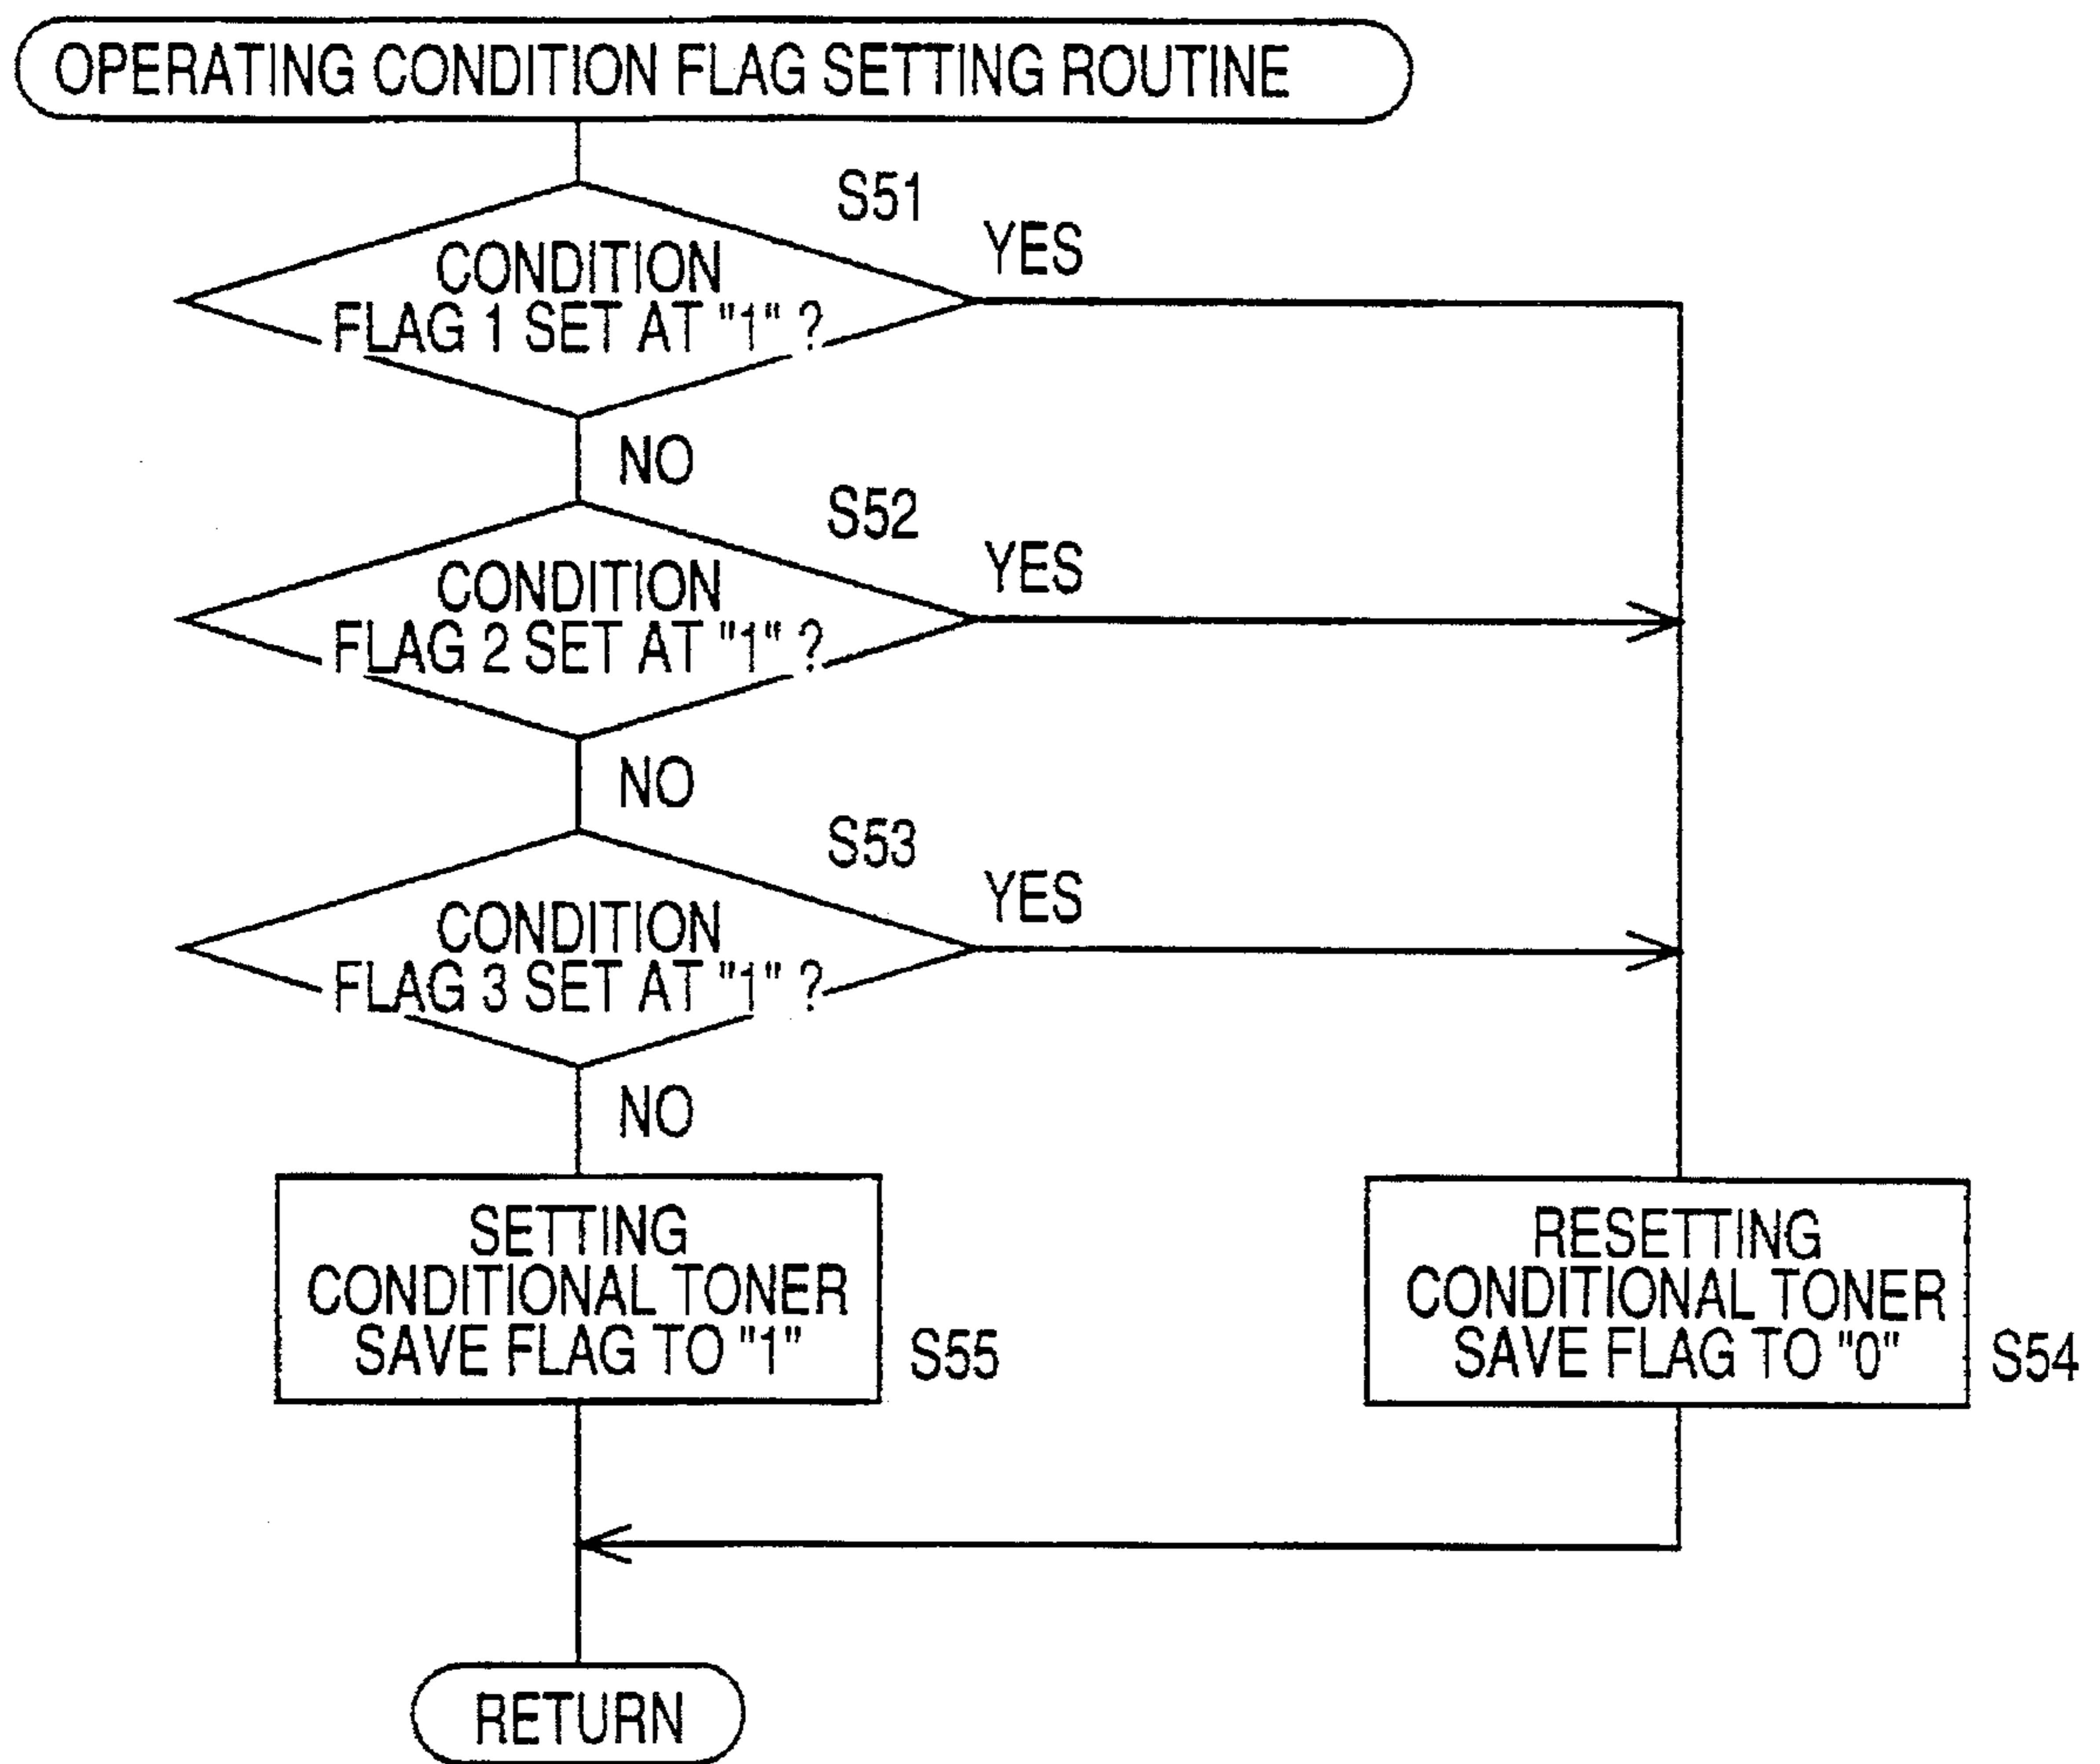 OPERATING CONDITION FLAG SETTING ROUTINE
S51
YES
CONDITION
FLAG 1 SET AT "1" ?
NO
S52
YES
CONDITION
FLAG 2 SET AT "1" ?
NO
S53
YES
CONDITION
FLAG 3 SET AT "1" ?
NO
SETTING
CONDITIONAL TONER
SAVE FLAG TO "1"
S55
RESETTING
CONDITIONAL TONER
SAVE FLAG TO "0"
S54
RETURN